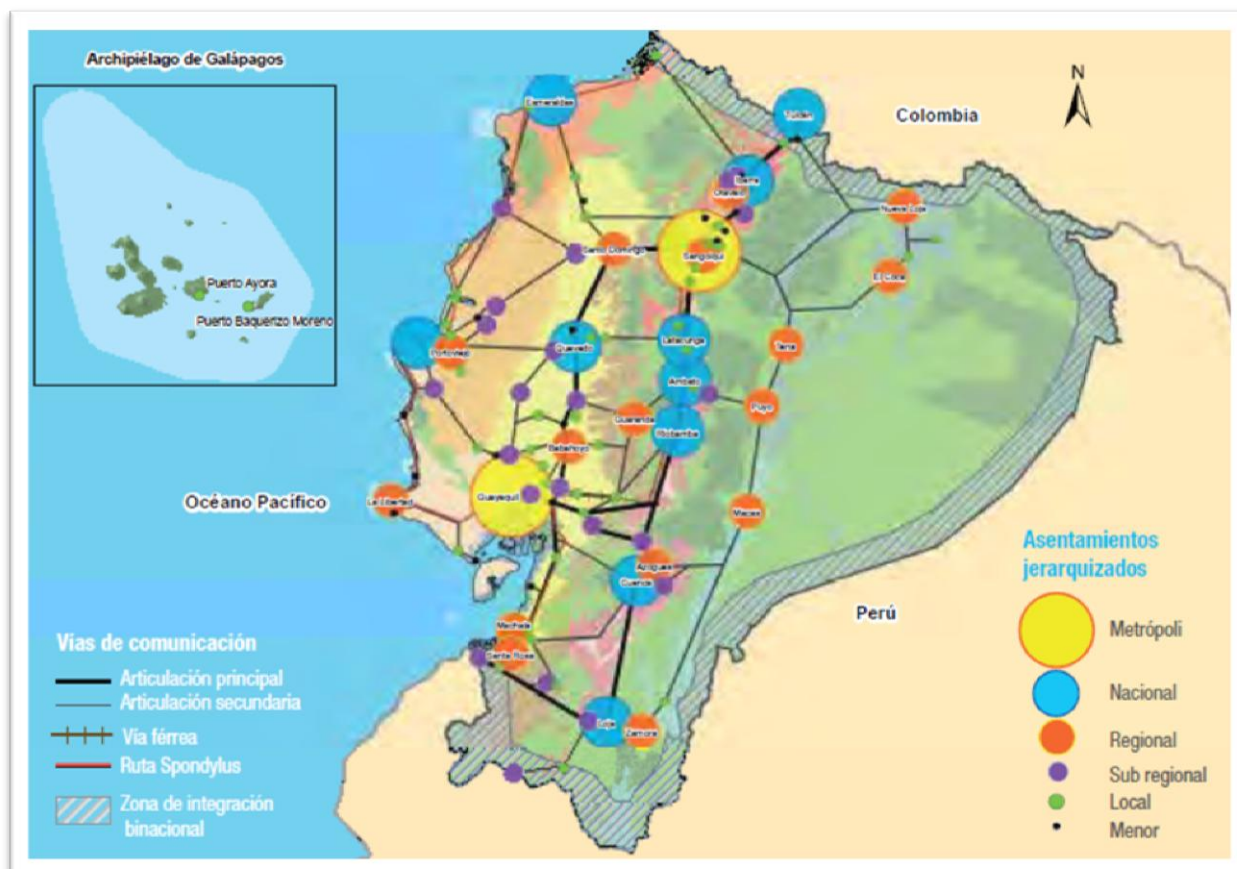 Archipiélago de Galápagos
Puerto Ayora
Puerto Baquerizo Moreno
N
Colombia
Esmeraldas
Tulcán
Ibarra
Otavalo
Nueva Loja
Santo Domingo
Sangolquí
El Coca
Portoviejo
Quevedo
Latacunga
Tena
Ambato
Puyo
Guaranda
Riobamba
Babahoyo
Océano Pacífico
La Libertad
Guayaquil
Macas
Azogues
Cuenca
Perú
Machala
Santa Rosa
Loja
Zamora
Vías de comunicación
Articulación principal
Articulación secundaria
Vía férrea
Ruta Spondylus
Zona de integración
binacional
Asentamientos
jerarquizados
Metrópoli
Nacional
Regional
Sub regional
Local
Menor